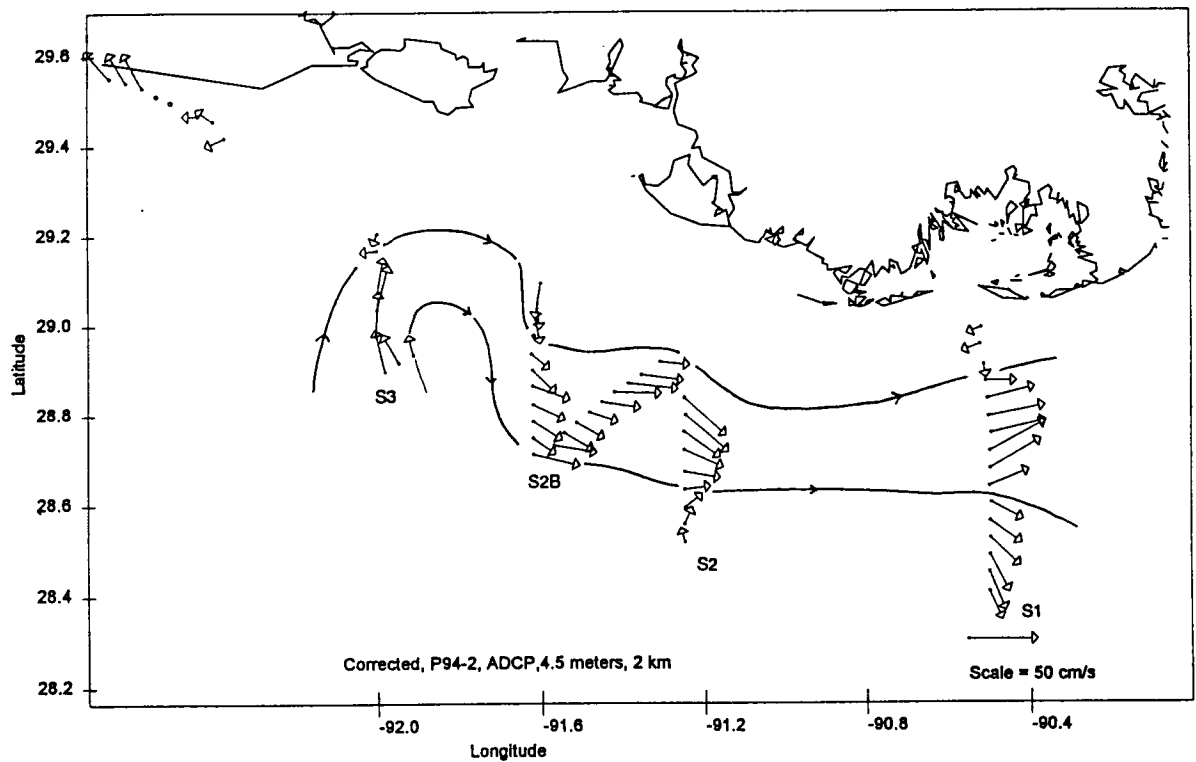 29.6
29.4
29.2
29.0
28.8
28.6
28.4
28.2
Latitude
S3
S2B
S2
S1
Corrected, P94-2, ADCP,4.5 meters, 2 km
Scale = 50 cm/s
-92.0
-91.6
-91.2
-90.8
-90.4
Longitude